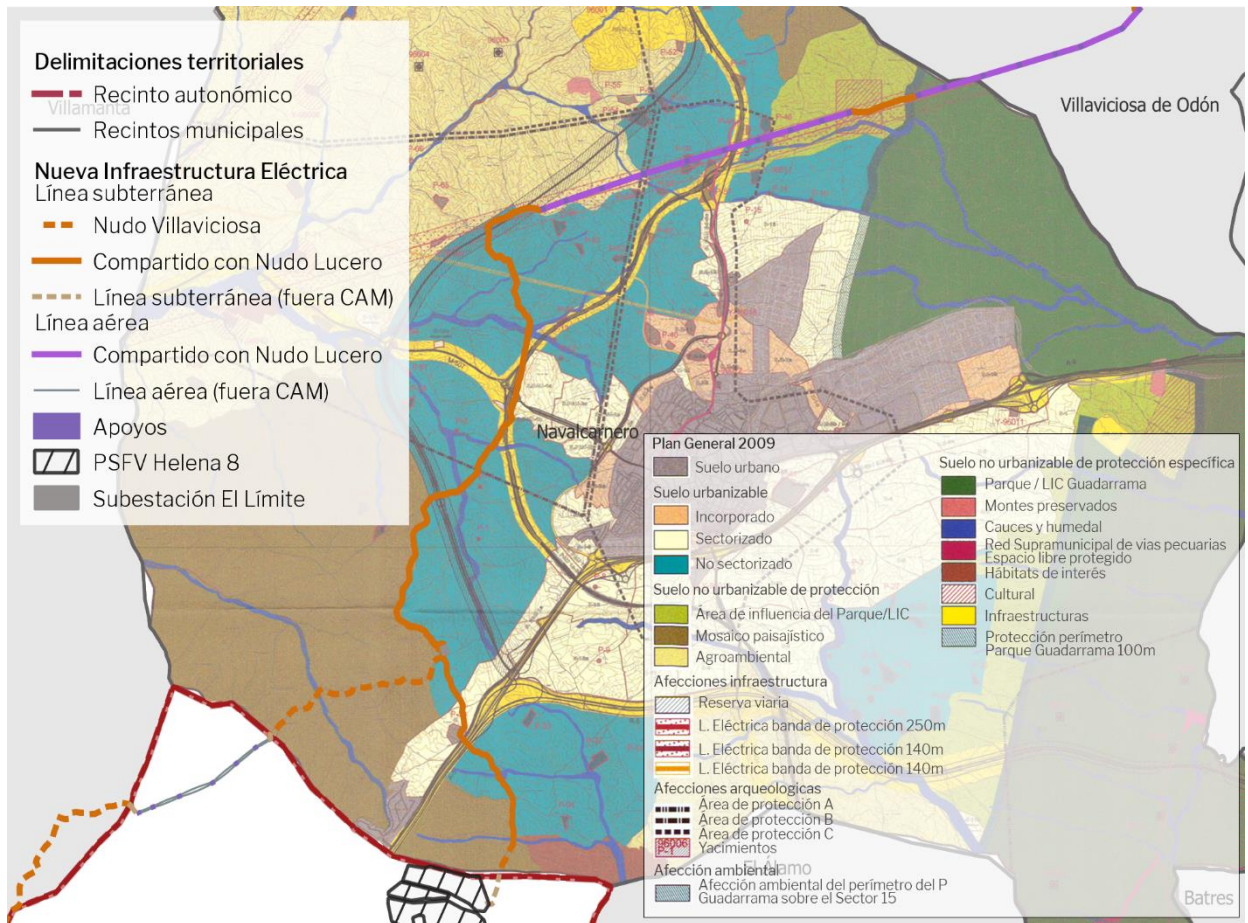 Delimitaciones territoriales
Recinto autonómico
Villamanta
Recintos municipales
Nueva Infraestructura Eléctrica
Línea subterránea
Nudo Villaviciosa
Compartido con Nudo Lucero
Línea subterránea (fuera CAM)
Línea aérea
Compartido con Nudo Lucero
Línea aérea (fuera CAM)
Apoyos
PSFV Helena 8
Subestación El Límite
Villaviciosa de Odón
Navalcarnero
Plan General 2009
Suelo urbano
Suelo urbanizable
Incorporado
Sectorizado
No sectorizado
Suelo no urbanizable de protección
Area de influencia del Parque/LIC
Mosaico paisajístico
Agroambiental
Afecciones infraestructura
Reserva viaria
L. Eléctrica banda de protección 250m
L. Eléctrica banda de protección 140m
L. Eléctrica banda de protección 140m
Afecciones arqueologicas
Área de protección A
Área de protección B
Área de protección C
96006
P-1
Yacimientos
Afección ambiental
Afección ambiental del perímetro del P
Guadarrama sobre el Sector 15
Suelo no urbanizable de protección específica
Parque / LIC Guadarrama
Montes preservados
Cauces y humedal
Red Supramunicipal de vias pecuarias
Espacio libre protegido
Hábitats de interés
Cultural
Infraestructuras
Protección perímetro
Parque Guadarrama 100m
El Álamo
Batres